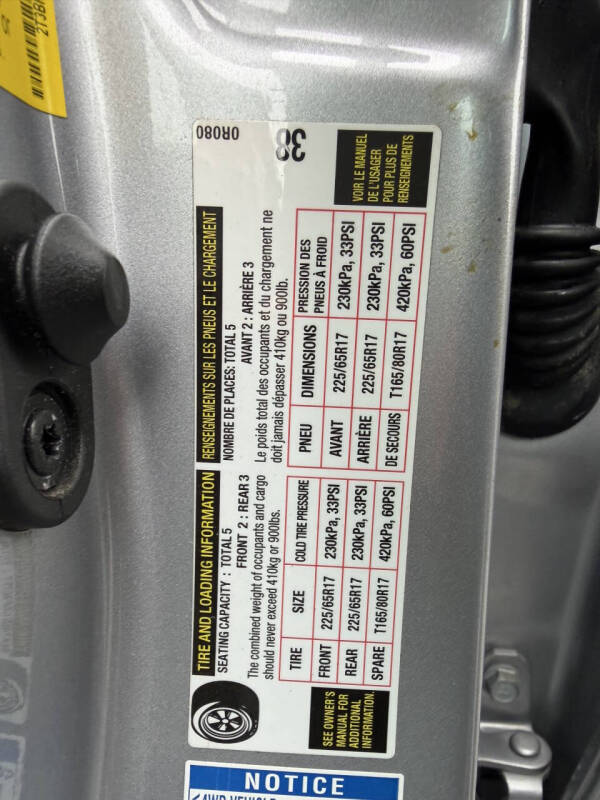 TIRE AND LOADING INFORMATION
SEATING CAPACITY : TOTAL 5
FRONT 2 : REAR 3
The combined weight of occupants and cargo
should never exceed 410kg or 900lbs.
TIRE SIZE COLD TIRE PRESSURE
FRONT 225/65R17 230kPa, 33PSI
REAR 225/65R17 230kPa, 33PSI
SPARE T165/80R17 420kPa, 60PSI
SEE OWNER'S
MANUAL FOR
ADDITIONAL
INFORMATION.
RENSEIGNEMENTS SUR LES PNEUS ET LE CHARGEMENT
NOMBRE DE PLACES: TOTAL 5
AVANT 2 : ARRIÈRE 3
Le poids total des occupants et du chargement ne
doit jamais dépasser 410kg ou 900lb.
PNEU DIMENSIONS PRESSION DES
PNEUS À FROID
AVANT 225/65R17 230kPa, 33PSI
ARRIÈRE 225/65R17 230kPa, 33PSI
DE SECOURS T165/80R17 420kPa, 60PSI
VOIR LE MANUEL
DE L'USAGER
POUR PLUS DE
RENSEIGNEMENTS
0R080
38
NOTICE